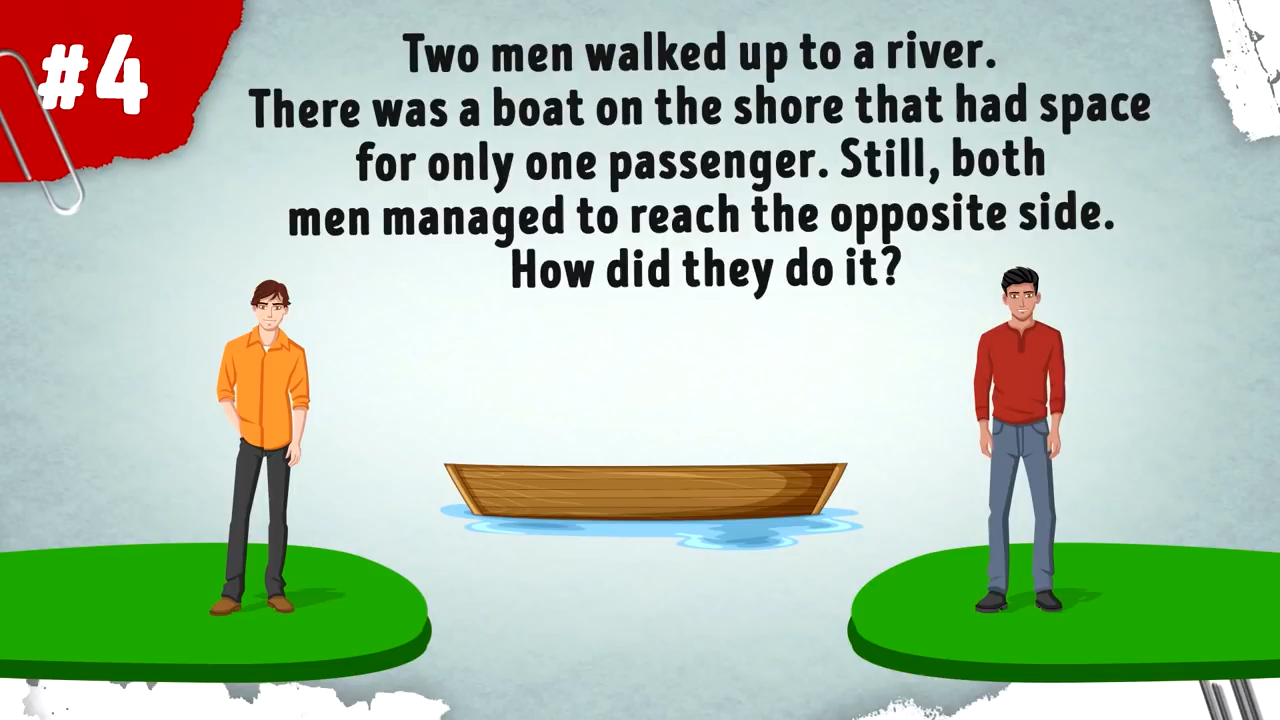 #4
Two men walked up to a river.
There was a boat on the shore that had space
for only one passenger. Still, both
men managed to reach the opposite side.
How did they do it?